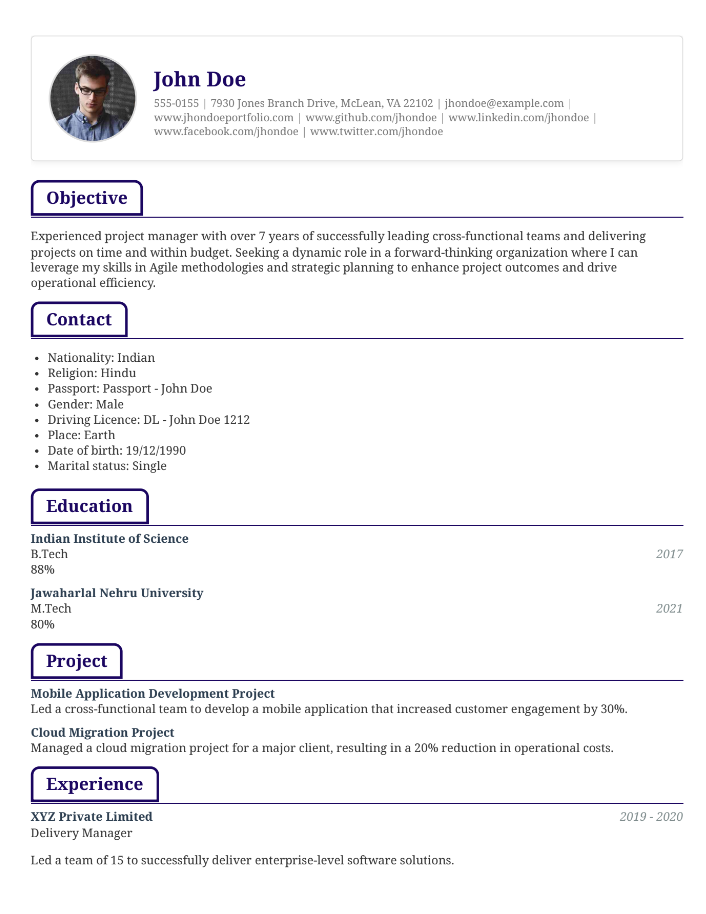 John Doe
555-0155 | 7930 Jones Branch Drive, McLean, VA 22102 | jhondoe@example.com |
www.jhondoeportfolio.com | www.github.com/jhondoe | www.linkedin.com/jhondoe |
www.facebook.com/jhondoe | www.twitter.com/jhondoe
Objective
Experienced project manager with over 7 years of successfully leading cross-functional teams and delivering
projects on time and within budget. Seeking a dynamic role in a forward-thinking organization where I can
leverage my skills in Agile methodologies and strategic planning to enhance project outcomes and drive
operational efficiency.
Contact
• Nationality: Indian
• Religion: Hindu
• Passport: Passport - John Doe
• Gender: Male
• Driving Licence: DL - John Doe 1212
• Place: Earth
• Date of birth: 19/12/1990
• Marital status: Single
Education
Indian Institute of Science
B.Tech 2017
88%
Jawaharlal Nehru University
M.Tech 2021
80%
Project
Mobile Application Development Project
Led a cross-functional team to develop a mobile application that increased customer engagement by 30%.
Cloud Migration Project
Managed a cloud migration project for a major client, resulting in a 20% reduction in operational costs.
Experience
XYZ Private Limited 2019 - 2020
Delivery Manager
Led a team of 15 to successfully deliver enterprise-level software solutions.